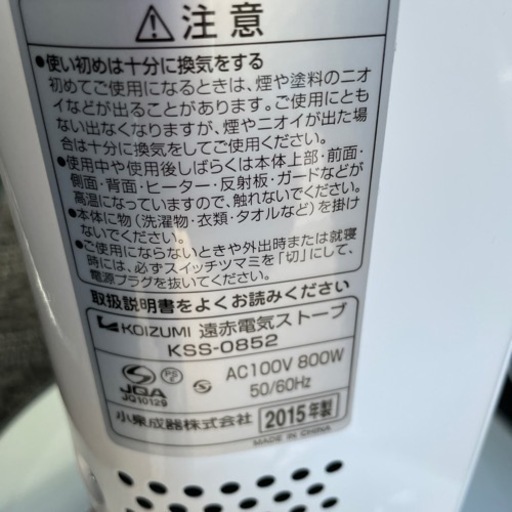 注意
●使い初めは十分に換気をする
初めてご使用になるときは、煙や塗料のニオ
イなどが出ることがあります。ご使用にとも
ない出なくなりますが、煙やニオイが出た場
合は十分に換気をしてご使用ください。
●使用中や使用後しばらくは本体上部・前面・
側面・背面・ヒーター・反射板・ガードなどが
高温になっていますので、触れないでください。
●本体に物(洗濯物・衣類・タオルなど)を掛け
ないでください。
●ご使用にならないときや外出時または就寝
時には、必ずスイッチツマミを「切」にして、
電源プラグを抜いてください。
取扱説明書をよくお読みください
KOIZUMI 遠赤電気ストーブ
KSS-0852
JQA
JQ10129
PS E
AC100V 800W
50/60Hz
小泉成器株式会社 2015年製
MADE IN CHINA